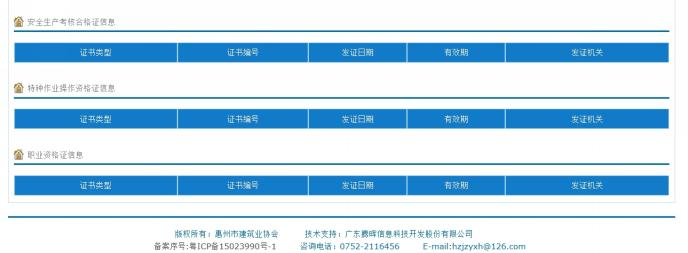 安全生产考核合格证信息
证书类型 证书编号 发证日期 有效期 发证机关
特种作业操作资格证信息
证书类型 证书编号 发证日期 有效期 发证机关
职业资格证信息
证书类型 证书编号 发证日期 有效期 发证机关
版权所有：惠州市建筑业协会 技术支持：广东腾晖信息科技开发股份有限公司
备案序号:粤ICP备15023990号-1 咨询电话：0752-2116456 E-mail:hzjzyxh@126.com